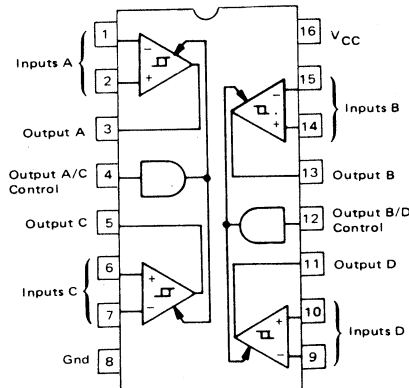 1
Inputs A
2
Output A
3
Output A/C
Control
4
Output C
5
6
Inputs C
7
Gnd
8
16
VCC
15
Inputs B
14
13
Output B
12
Output B/D
Control
11
Output D
10
Inputs D
9
− + − + + − + −